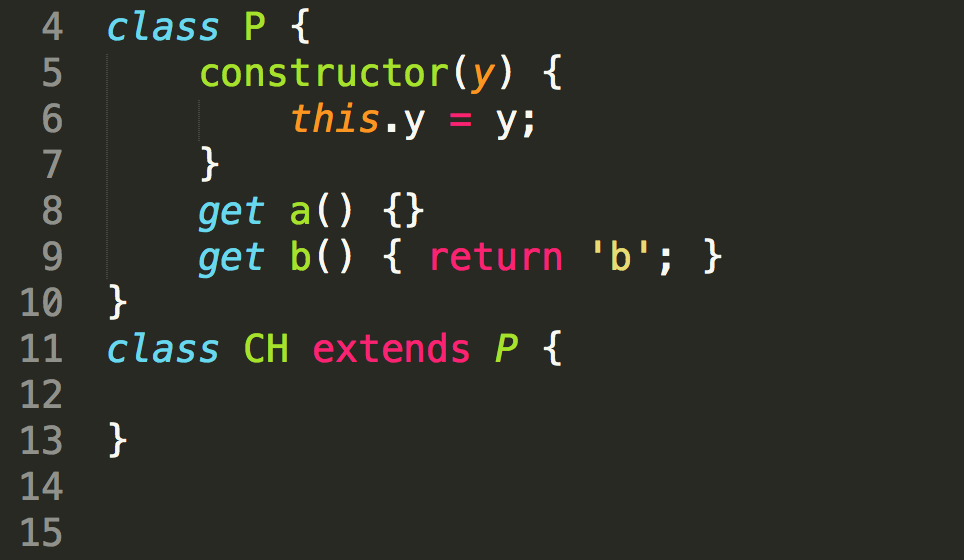 4 class P {
5     constructor(y) {
6         this.y = y;
7     }
8     get a() {}
9     get b() { return 'b'; }
10 }
11 class CH extends P {
12
13 }
14
15